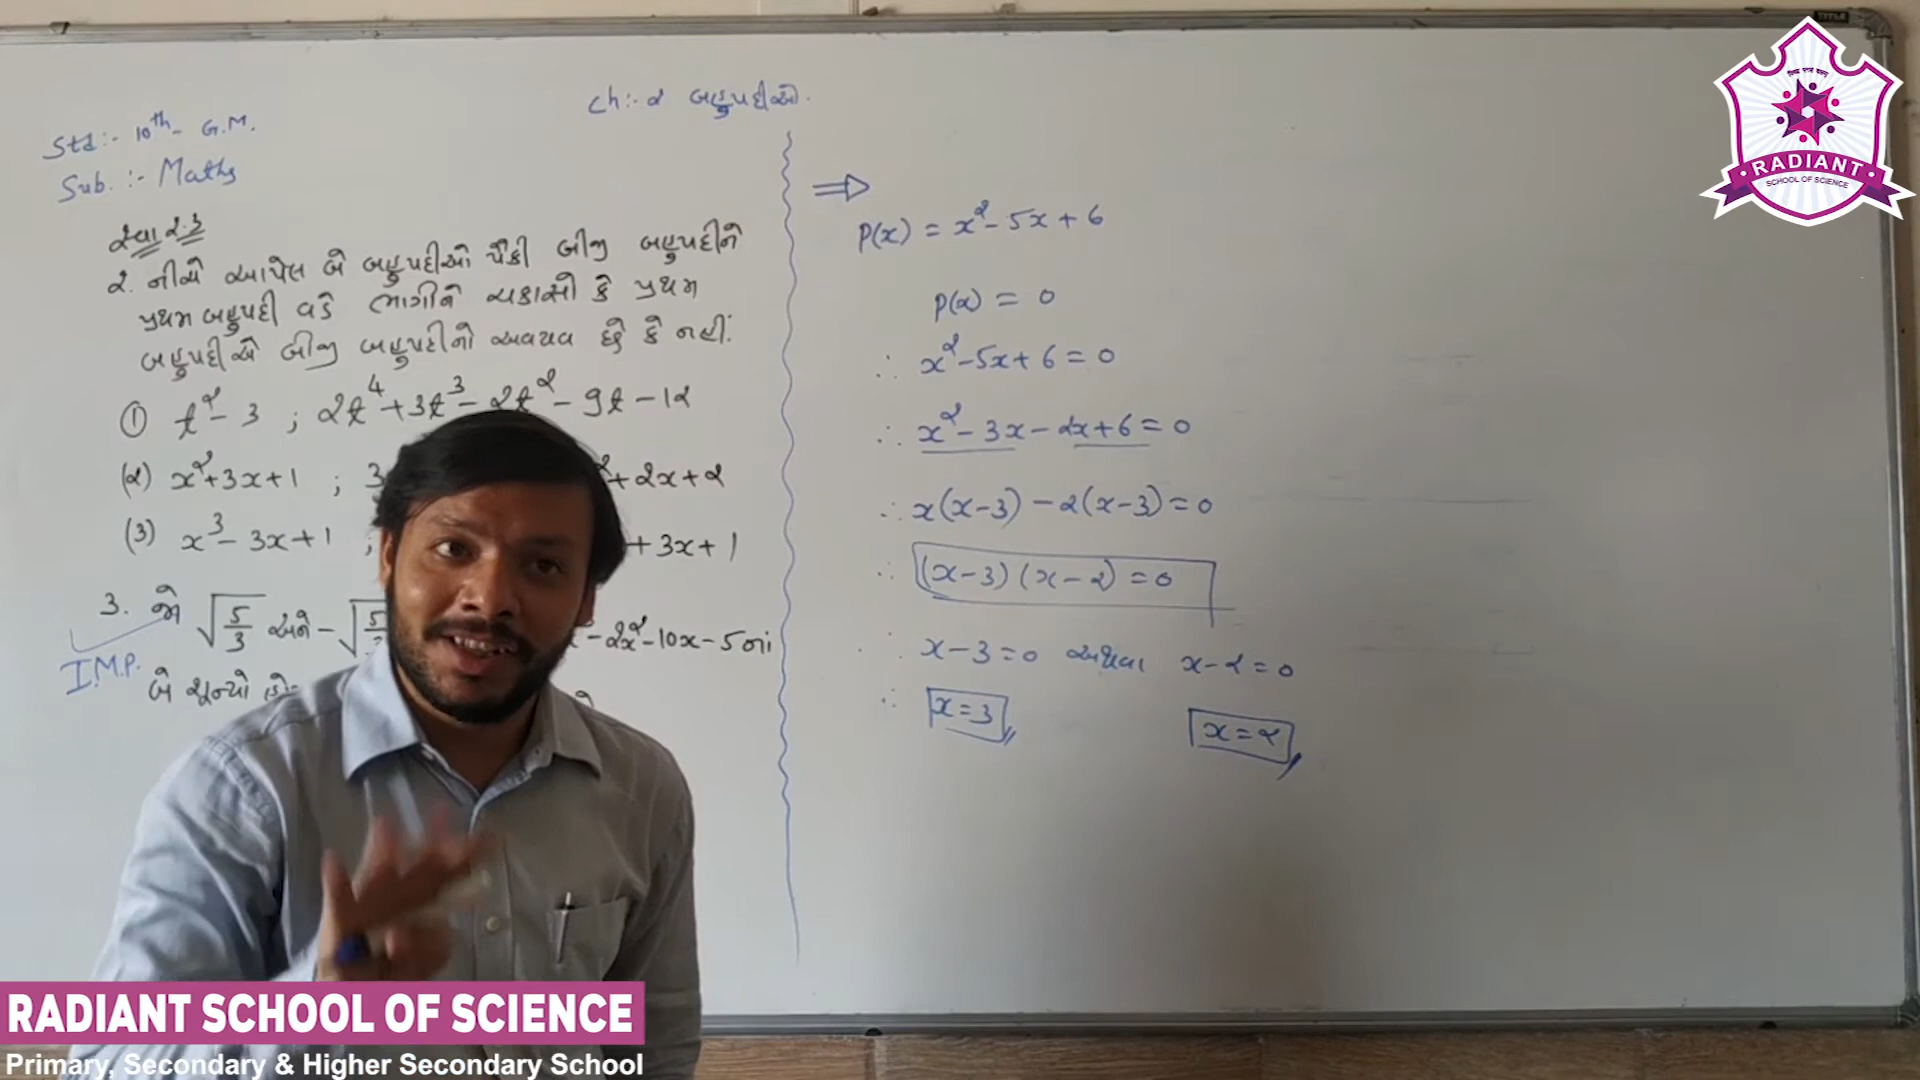 Ch:- 2 બહુપદીઓ.
Std:- 10th - G.M.
Sub. :- Maths
સ્વા 2.3
2. નીચે આપેલ બે બહુપદીઓ પૈકી બીજી બહુપદીને
પ્રથમ બહુપદી વડે ભાગીને ચકાસો કે પ્રથમ
બહુપદીએ બીજી બહુપદીનો અવયવ છે કે નહીં.
① t² - 3 ; 2t⁴ + 3t³ - 2t² - 9t - 12
(2) x² + 3x + 1 ; 3 + 2x + 2
(3) x³ - 3x + 1 ; + 3x + 1
3. જો √5/3 અને - √5 - 2x² - 10x - 5નાં
I.M.P.
બે શૂન્યો
⇒
P(x) = x² - 5x + 6
P(x) = 0
∴ x² - 5x + 6 = 0
∴ x² - 3x - 2x + 6 = 0
∴ x(x-3) - 2(x-3) = 0
∴ (x-3) (x-2) = 0
∴ x - 3 = 0 અથવા x - 2 = 0
∴ x = 3 x = 2
RADIANT
SCHOOL OF SCIENCE
RADIANT SCHOOL OF SCIENCE
Primary, Secondary & Higher Secondary School